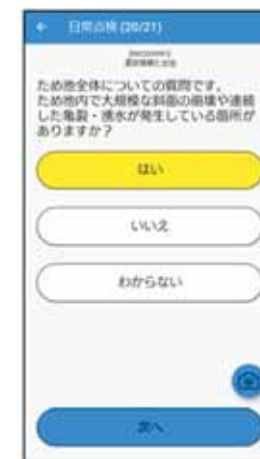 ← 日常点検 (20/21)
ため池全体についての質問です。
ため池内で大規模な斜面の崩壊や連続
した亀裂・湧水が発生している箇所が
ありますか？
はい
いいえ
わからない
次へ